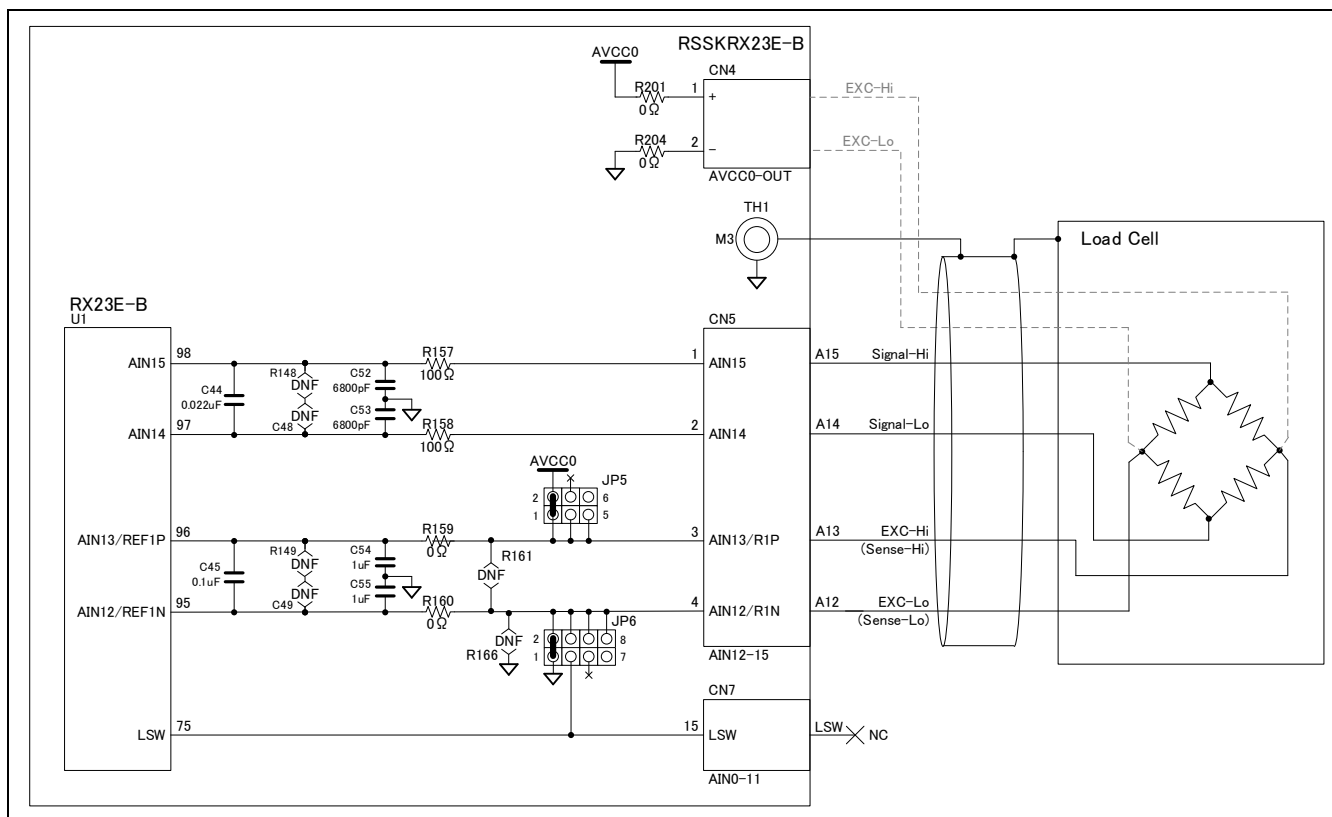 RSSKRX23E-B
AVCC0
CN4
R201
1
+
EXC-Hi
0Ω
R204
2
−
EXC-Lo
0Ω
AVCC0-OUT
TH1
M3
Load Cell
RX23E-B
U1
CN5
AIN15
98
R157
1
AIN15
A15
Signal-Hi
R148
C52
100Ω
C44
DNF
6800pF
0.022uF
DNF
C53
6800pF
R158
AIN14
97
C48
2
AIN14
A14
Signal-Lo
100Ω
AVCC0
JP5
2
6
1
5
AIN13/REF1P
96
R159
3
AIN13/R1P
A13
EXC-Hi
(Sense-Hi)
0Ω
R161
R149
C54
C45
DNF
1uF
DNF
0.1uF
DNF
C55
1uF
R160
AIN12/REF1N
95
C49
4
AIN12/R1N
A12
EXC-Lo
(Sense-Lo)
0Ω
JP6
DNF
2
8
R166
1
7
AIN12-15
CN7
LSW
75
15
LSW
LSW
NC
AIN0-11